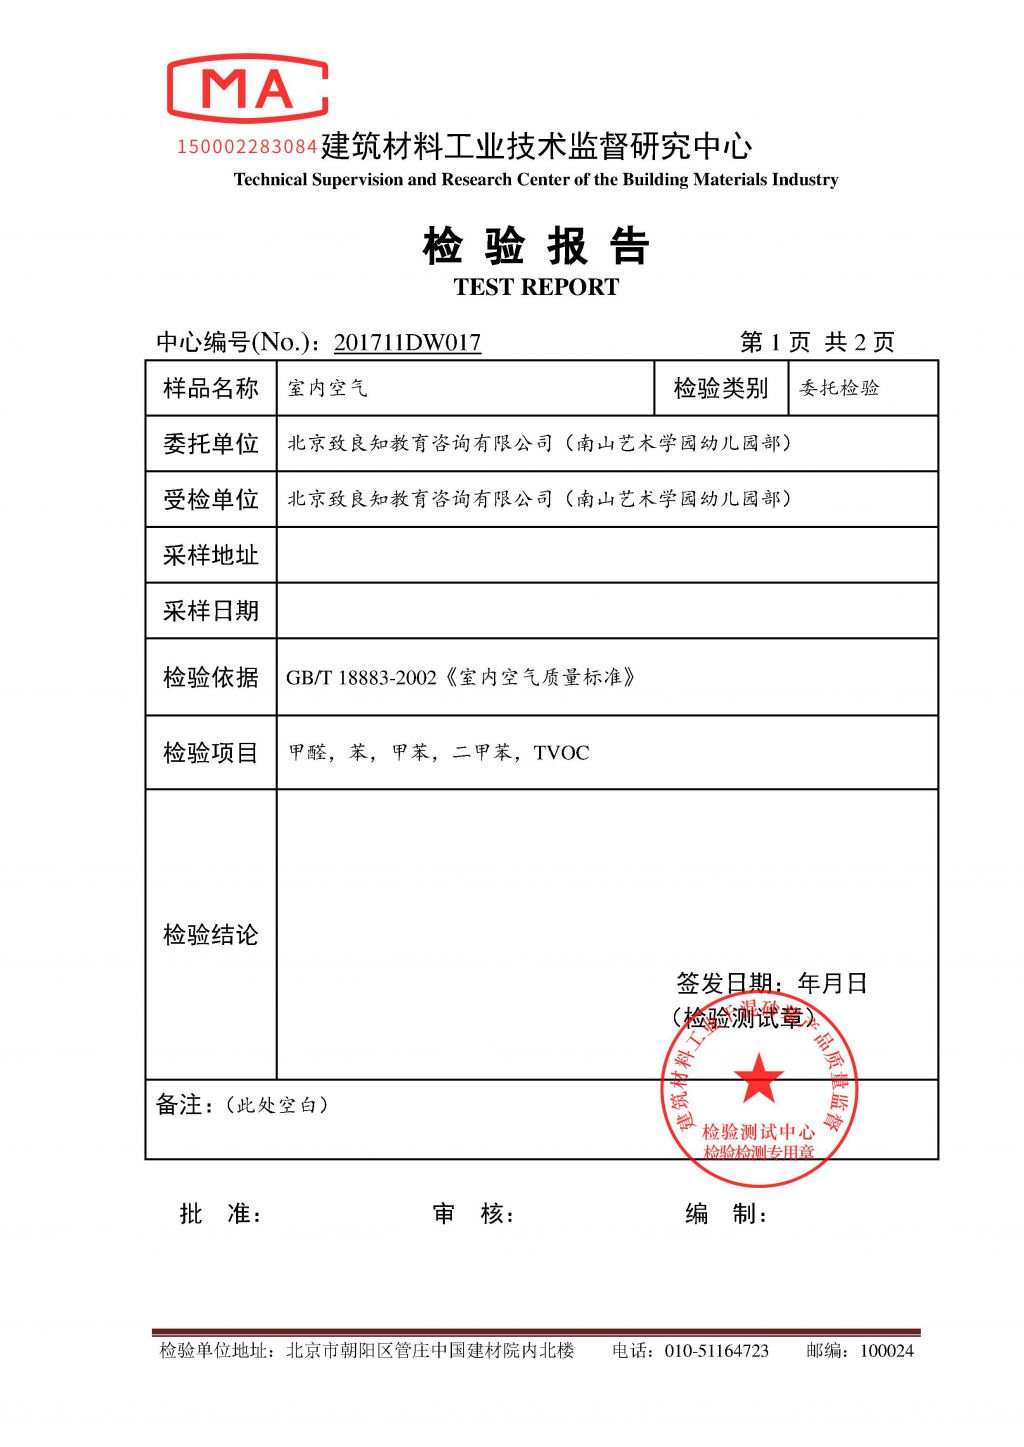 MA
150002283084 建筑材料工业技术监督研究中心
Technical Supervision and Research Center of the Building Materials Industry
检 验 报 告
TEST REPORT
中心编号(No.)：201711DW017 第 1 页 共 2 页
样品名称 室内空气 检验类别 委托检验
委托单位 北京致良知教育咨询有限公司（南山艺术学园幼儿园部）
受检单位 北京致良知教育咨询有限公司（南山艺术学园幼儿园部）
采样地址
采样日期
检验依据 GB/T 18883-2002《室内空气质量标准》
检验项目 甲醛，苯，甲苯，二甲苯，TVOC
检验结论
签发日期：年月日
（检验测试章）
建筑材料工业干混砂浆产品质量监督
检验测试中心
检验检测专用章
备注：（此处空白）
批 准： 审 核： 编 制：
检验单位地址：北京市朝阳区管庄中国建材院内北楼 电话：010-51164723 邮编：100024